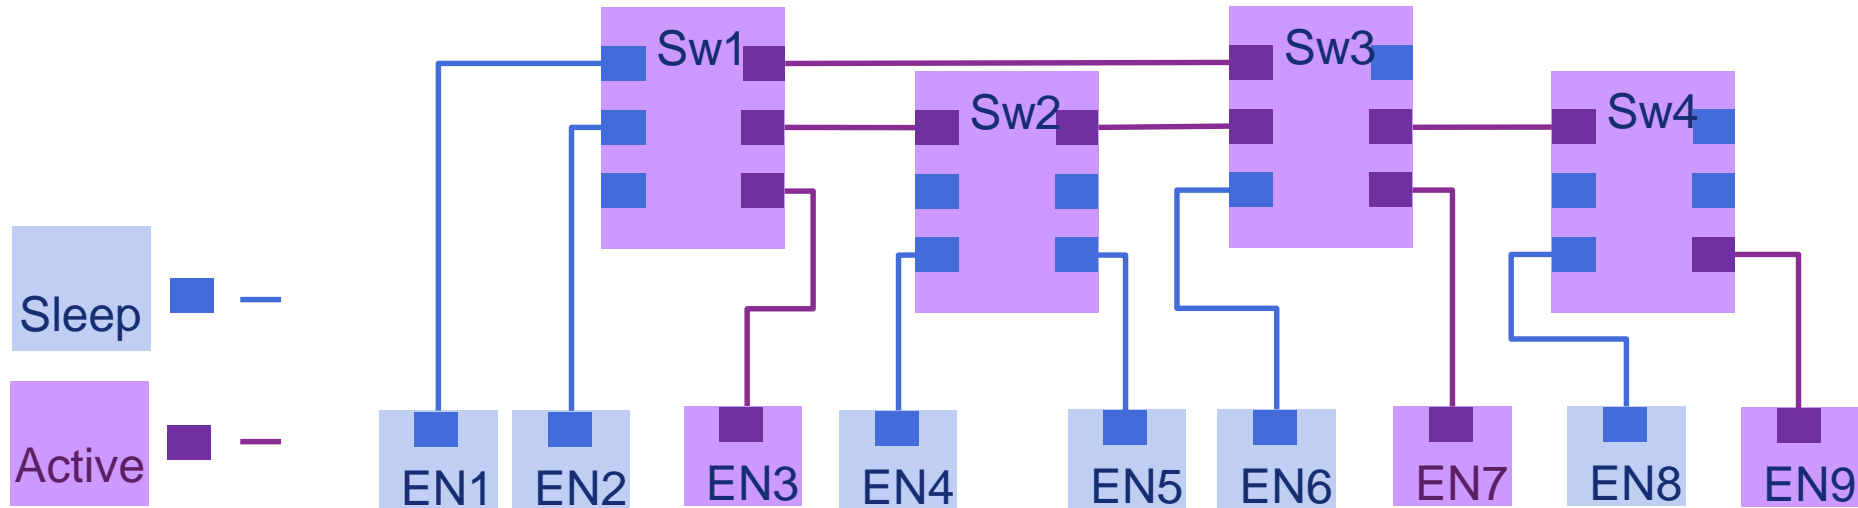 Sw1
Sw3
Sw2
Sw4
Sleep
Active
EN1
EN2
EN3
EN4
EN5
EN6
EN7
EN8
EN9